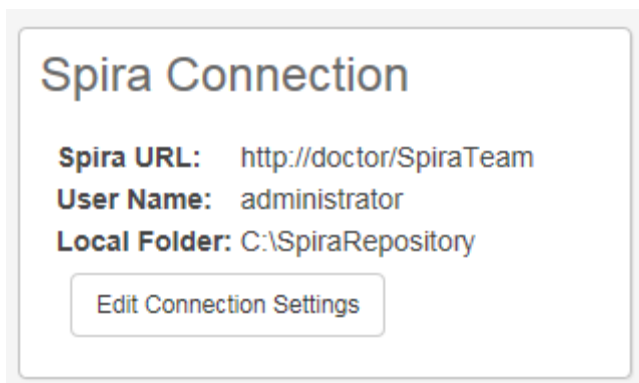 Spira Connection
Spira URL: http://doctor/SpiraTeam
User Name: administrator
Local Folder: C:\SpiraRepository
Edit Connection Settings